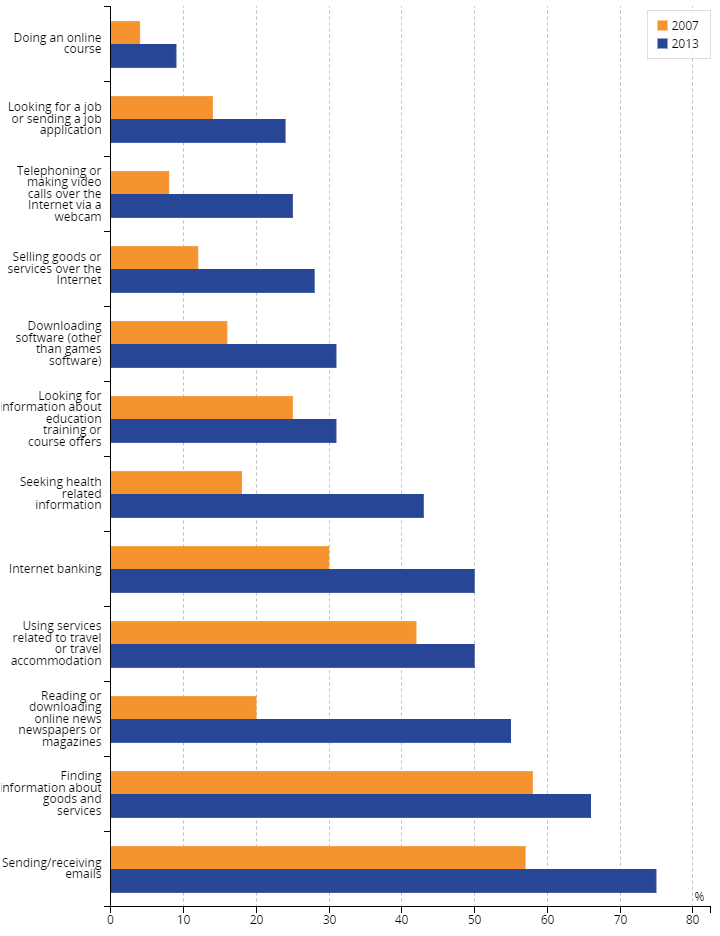 2007
2013
Doing an online
course
Looking for a job
or sending a job
application
Telephoning or
making video
calls over the
Internet via a
webcam
Selling goods or
services over the
Internet
Downloading
software (other
than games
software)
Looking for
information about
education
training or
course offers
Seeking health
related
information
Internet banking
Using services
related to travel
or travel
accommodation
Reading or
downloading
online news
newspapers or
magazines
Finding
information about
goods and
services
Sending/receiving
emails
%
0 10 20 30 40 50 60 70 80